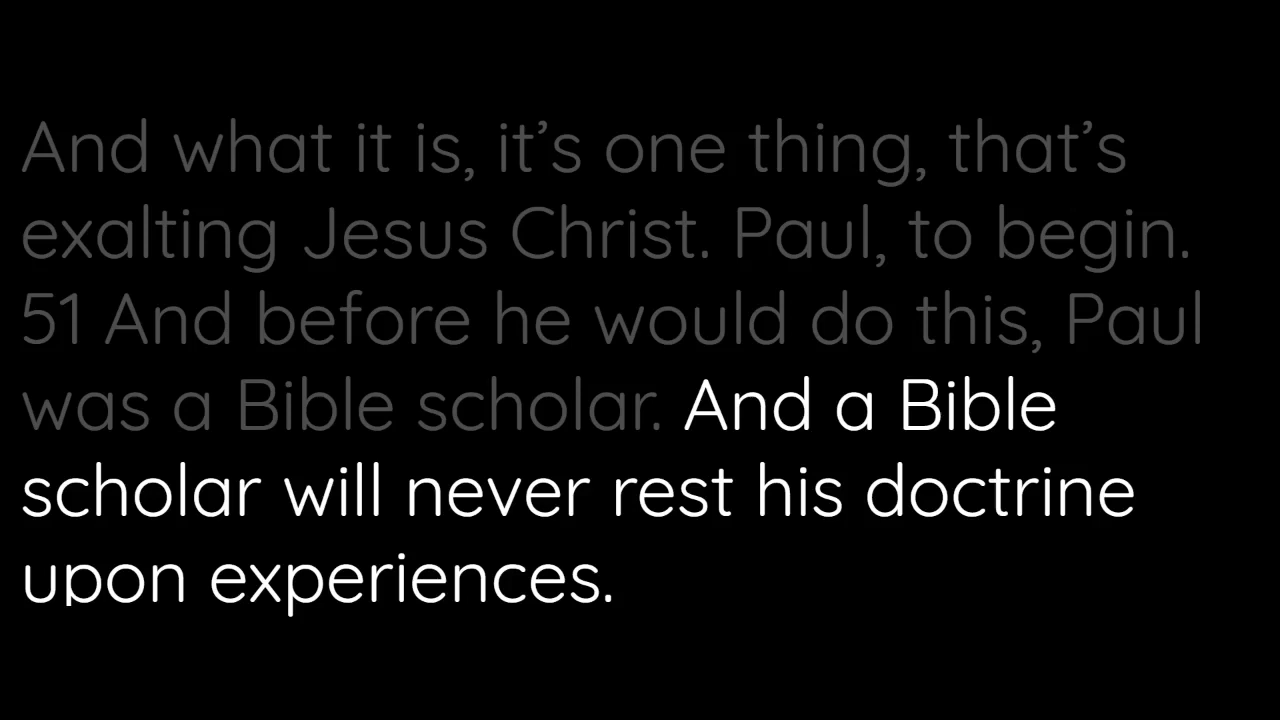 And what it is, it’s one thing, that’s
exalting Jesus Christ. Paul, to begin.
51 And before he would do this, Paul
was a Bible scholar. And a Bible
scholar will never rest his doctrine
upon experiences.